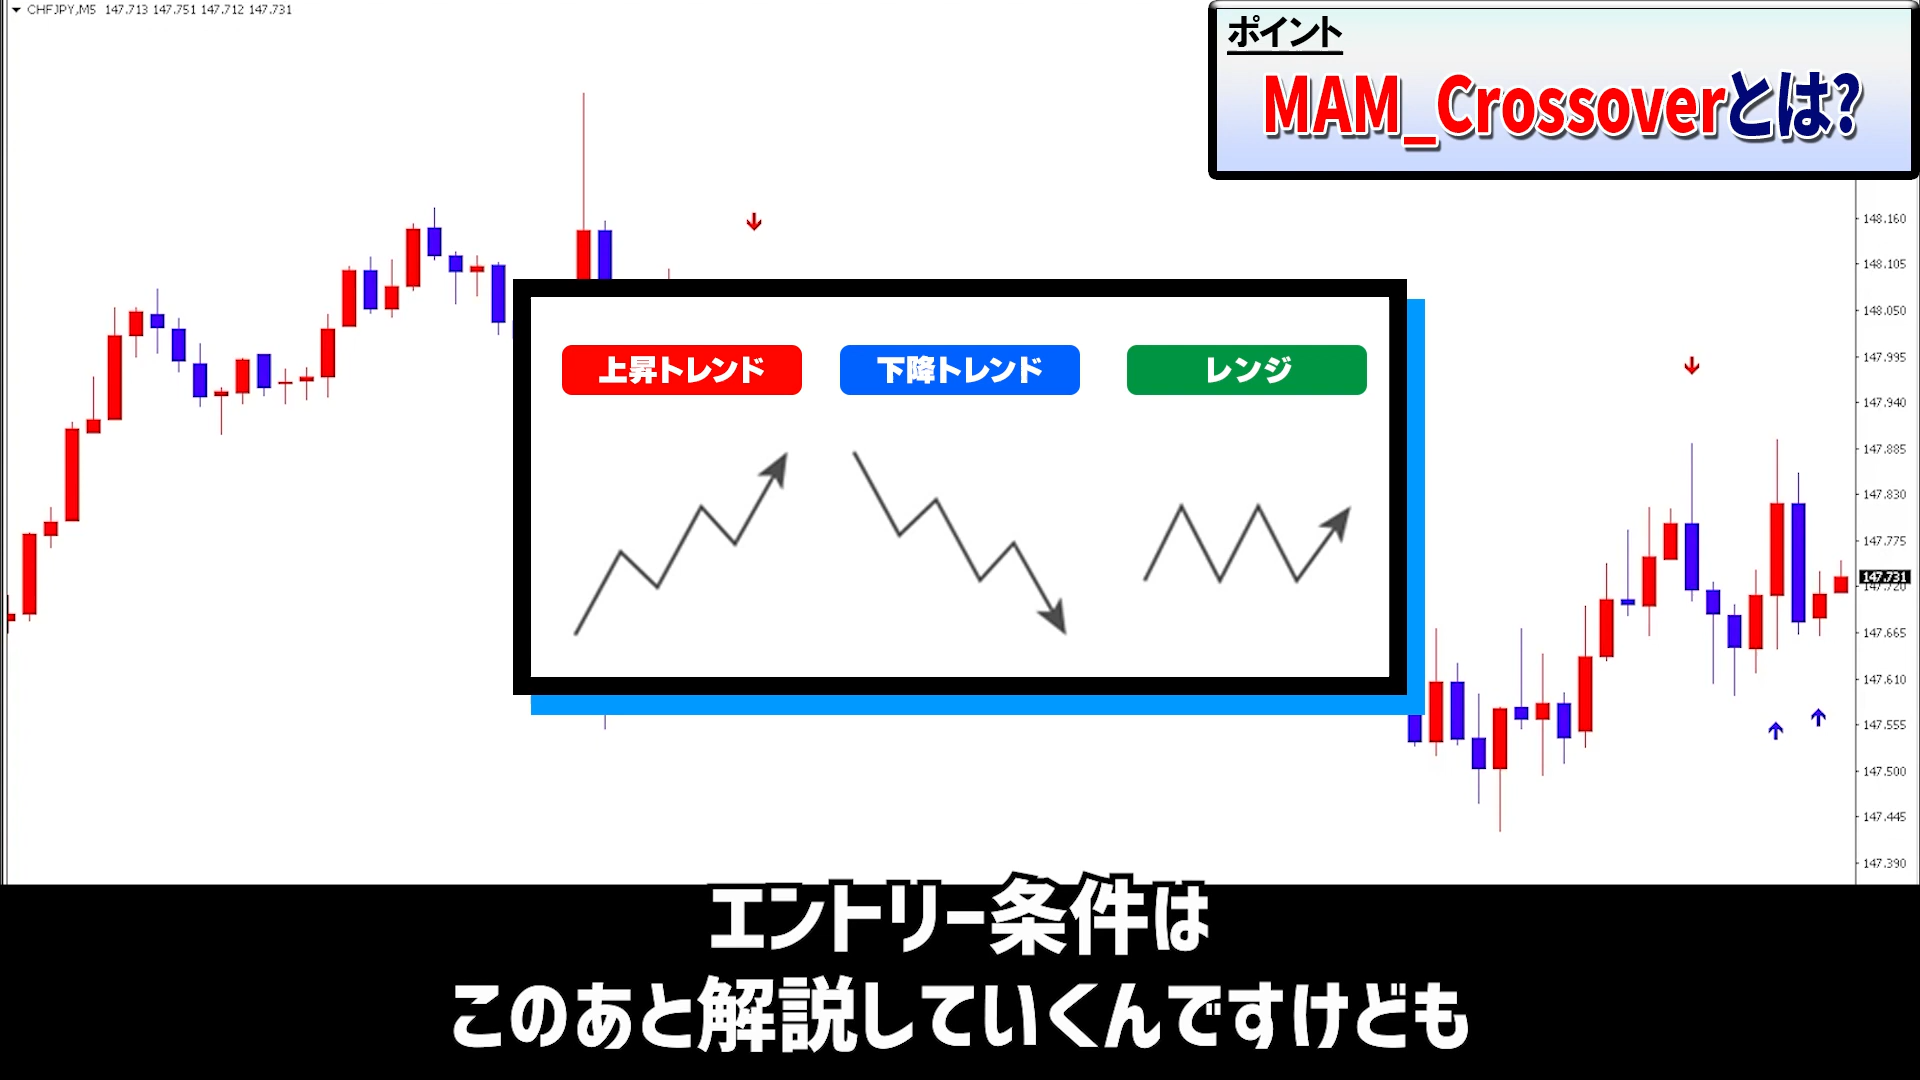 CHFJPY,M5 147.713 147.751 147.712 147.731
ポイント
MAM_Crossoverとは?
上昇トレンド
下降トレンド
レンジ
148.160
148.105
148.050
147.995
147.940
147.885
147.830
147.775
147.731
147.720
147.665
147.610
147.555
147.500
147.445
147.390
エントリー条件は
このあと解説していくんですけども